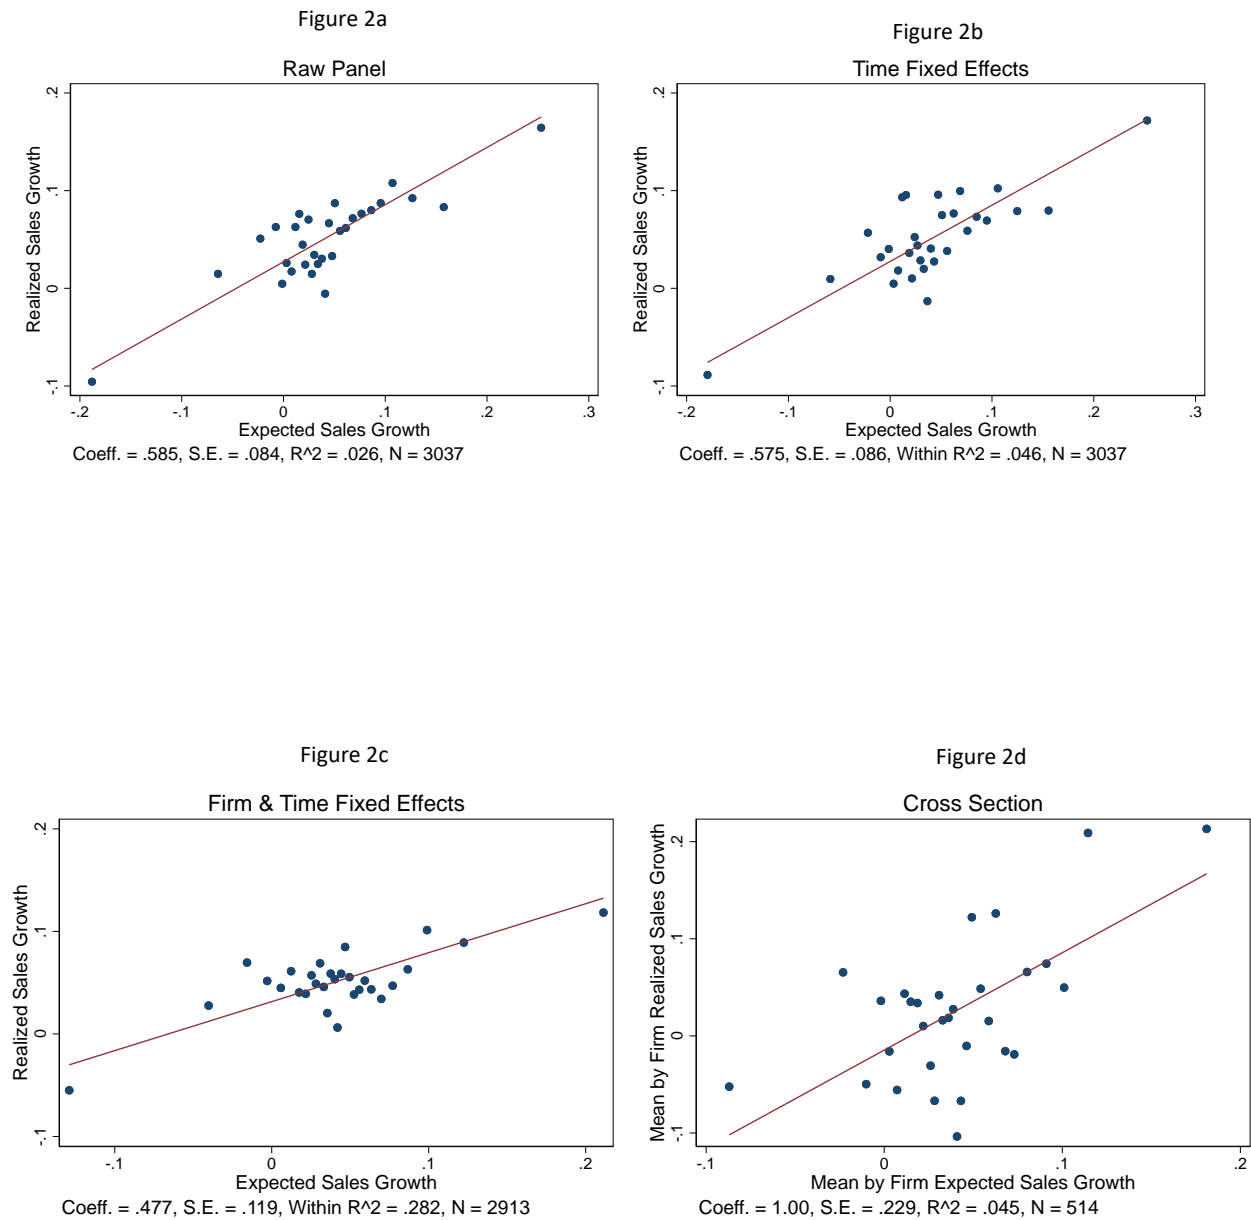 Figure 2a
Raw Panel
Realized Sales Growth
.2
.1
0
-.1
-.2
-.1
0
.1
.2
.3
Expected Sales Growth
Coeff. = .585, S.E. = .084, R^2 = .026, N = 3037
Figure 2b
Time Fixed Effects
Realized Sales Growth
.2
.1
0
-.1
-.2
-.1
0
.1
.2
.3
Expected Sales Growth
Coeff. = .575, S.E. = .086, Within R^2 = .046, N = 3037
Figure 2c
Firm & Time Fixed Effects
Realized Sales Growth
.2
.1
0
-.1
-.1
0
.1
.2
Expected Sales Growth
Coeff. = .477, S.E. = .119, Within R^2 = .282, N = 2913
Figure 2d
Cross Section
Mean by Firm Realized Sales Growth
.2
.1
0
-.1
-.1
0
.1
.2
Mean by Firm Expected Sales Growth
Coeff. = 1.00, S.E. = .229, R^2 = .045, N = 514